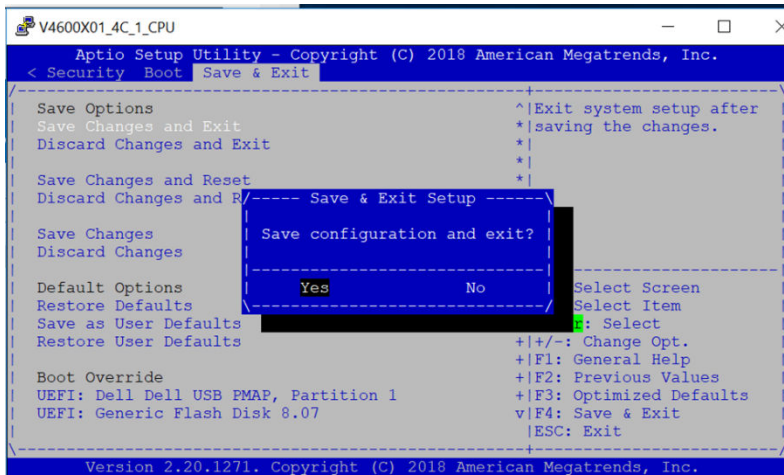 V4600X01_4C_1_CPU
Aptio Setup Utility - Copyright (C) 2018 American Megatrends, Inc.
< Security Boot Save & Exit
Save Options
Save Changes and Exit
Discard Changes and Exit
Save Changes and Reset
Discard Changes and R
Save Changes
Discard Changes
Default Options
Restore Defaults
Save as User Defaults
Restore User Defaults
Boot Override
UEFI: Dell Dell USB PMAP, Partition 1
UEFI: Generic Flash Disk 8.07
Save & Exit Setup
Save configuration and exit?
Yes No
Exit system setup after
saving the changes.
Select Screen
Select Item
r: Select
+/-: Change Opt.
F1: General Help
F2: Previous Values
F3: Optimized Defaults
F4: Save & Exit
ESC: Exit
Version 2.20.1271. Copyright (C) 2018 American Megatrends, Inc.